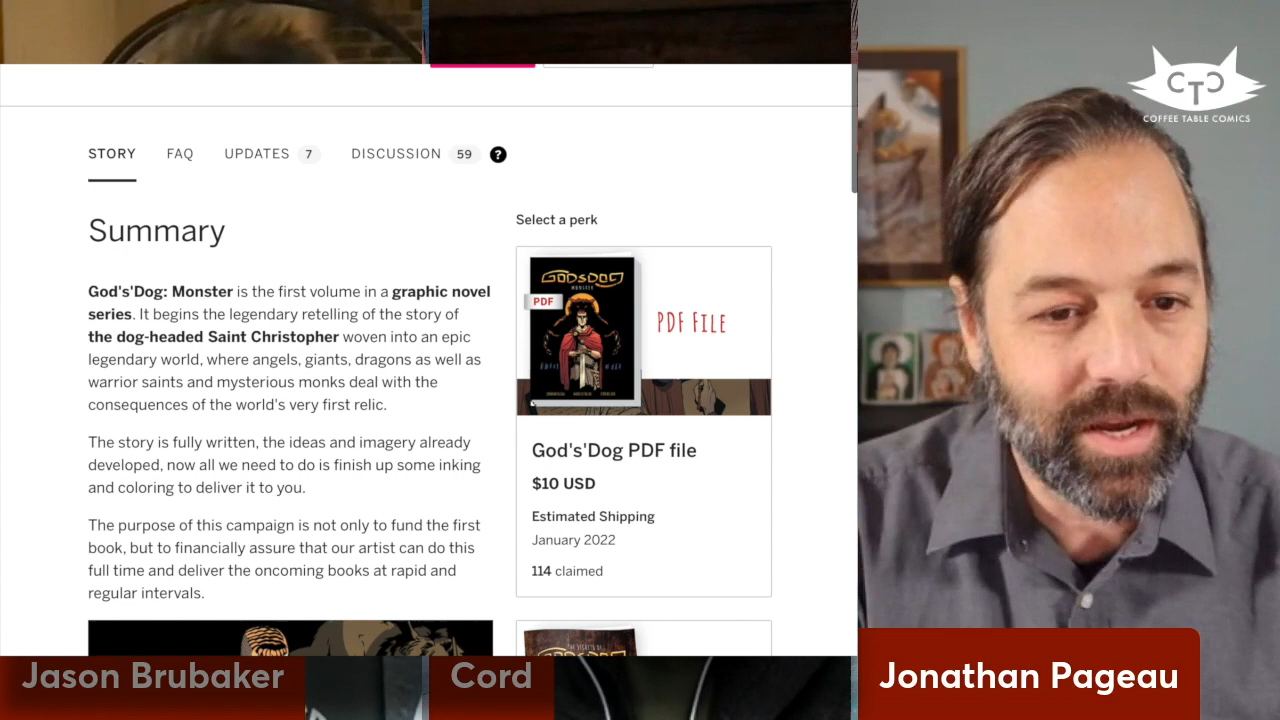 CTC
COFFEE TABLE COMICS
STORY FAQ UPDATES 7 DISCUSSION 59 ?
Summary
God's'Dog: Monster is the first volume in a graphic novel
series. It begins the legendary retelling of the story of
the dog-headed Saint Christopher woven into an epic
legendary world, where angels, giants, dragons as well as
warrior saints and mysterious monks deal with the
consequences of the world's very first relic.
The story is fully written, the ideas and imagery already
developed, now all we need to do is finish up some inking
and coloring to deliver it to you.
The purpose of this campaign is not only to fund the first
book, but to financially assure that our artist can do this
full time and deliver the oncoming books at rapid and
regular intervals.
Select a perk
GODSDOG
MONSTER
PDF
PDF FILE
God's'Dog PDF file
$10 USD
Estimated Shipping
January 2022
114 claimed
THE SECRETS OF
GODSDOG
Jason Brubaker
Cord
Jonathan Pageau